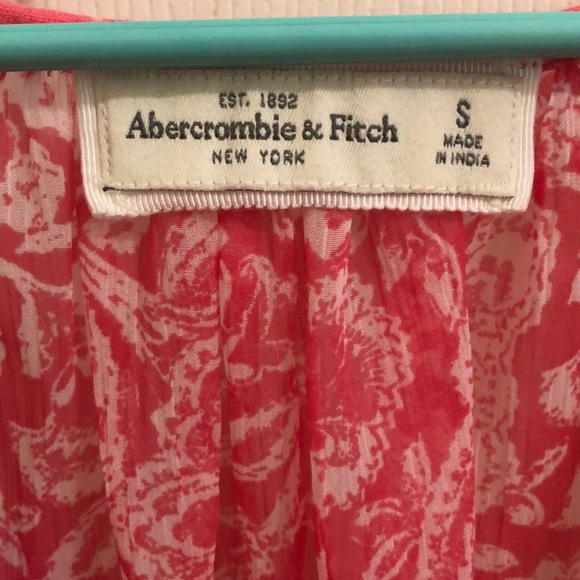 EST. 1892
Abercrombie & Fitch
NEW YORK
S
MADE
IN INDIA